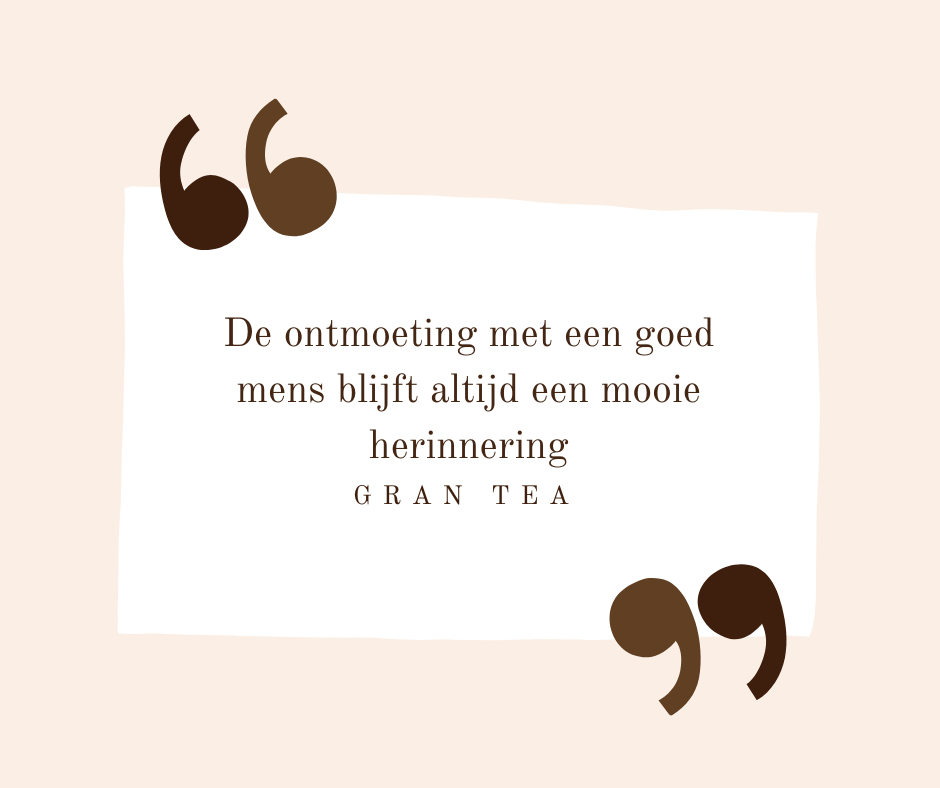 De ontmoeting met een goed
mens blijft altijd een mooie
herinnering
GRAN TEA